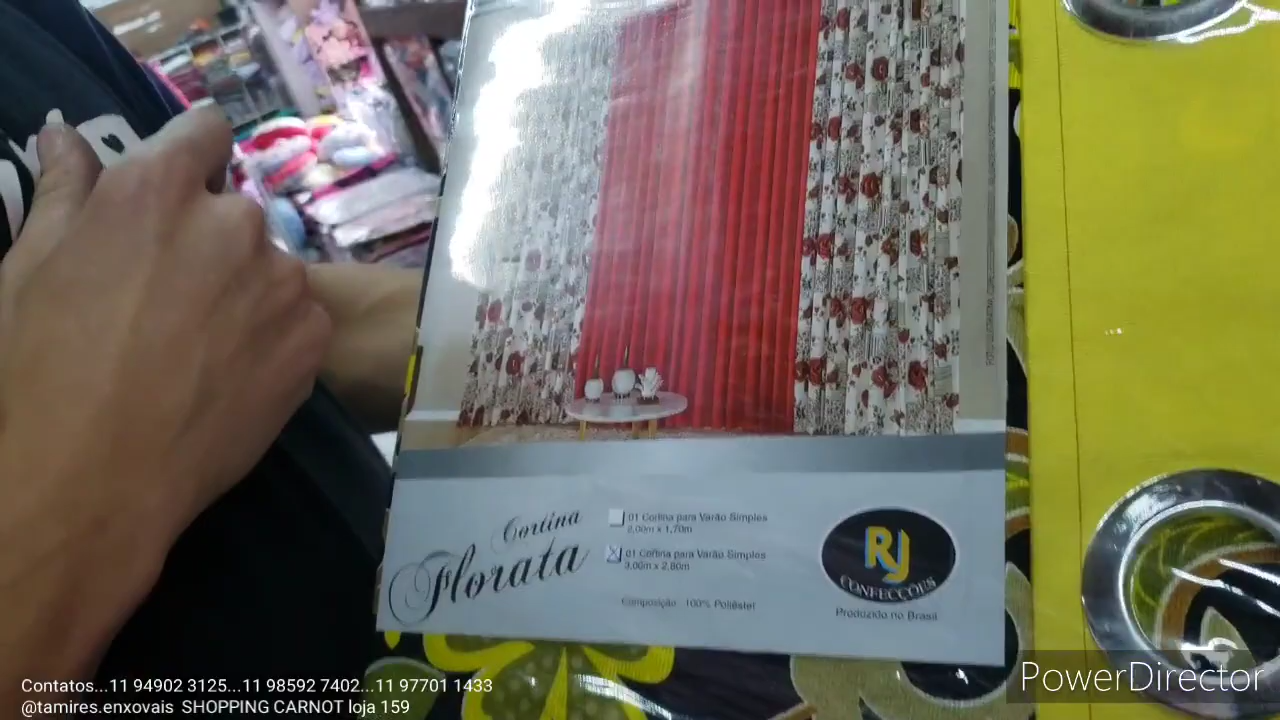 Cortina
Florata
01 Cortina para Varão Simples
2,00m x 1,70m
01 Cortina para Varão Simples
3,00m x 2,80m
Composição: 100% Poliéster
RJ
CONFECÇÕES
Produzido no Brasil
Contatos...11 94902 3125...11 98592 7402...11 97701 1433
@tamires.enxovais SHOPPING CARNOT loja 159
PowerDirector